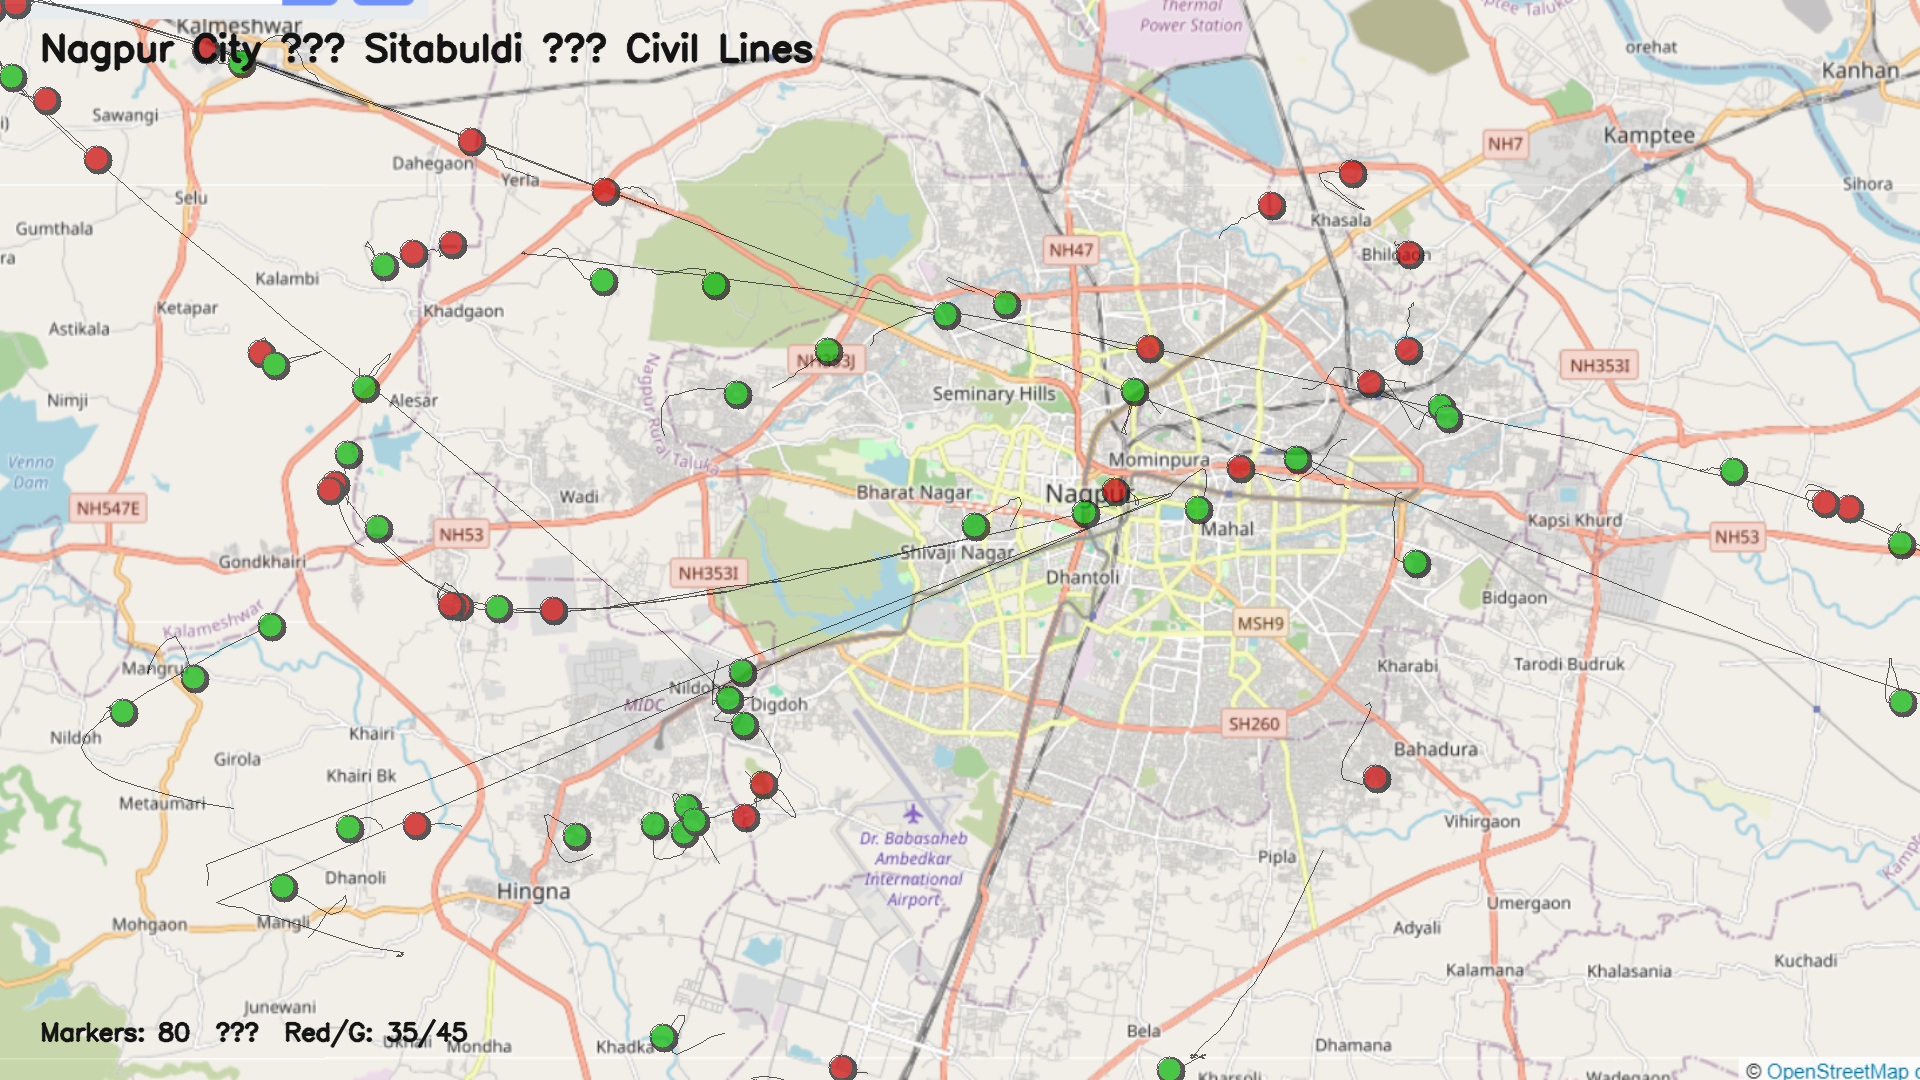 Kalmeshwar
Thermal
Power Station
Nagpur City ??? Sitabuldi ??? Civil Lines
orehat
Kanhan
Sawangi
NH7
Kamptee
Dahegaon
Yerla
Selu
Sihora
Gumthala
Khasala
NH47
Kalambi
Ketapar
Khadgaon
Astikala
Nagpur Rural Taluka
NH353I
Seminary Hills
Nimji
Alesar
Mominpura
Venna
Dam
Wadi
Bharat Nagar
Nagpur
NH547E
NH53
Mahal
Kapsi Khurd
NH53
Shivaji Nagar
Gondkhairi
NH353I
Dhantoli
Bidgaon
Kalameshwar
MSH9
Kharabi
Tarodi Budruk
MIDC
Digdoh
Nildoh
Khairi
SH260
Bahadura
Girola
Khairi Bk
Metaumari
Vihirgaon
Dr. Babasaheb
Ambedkar
International
Airport
Pipla
Dhanoli
Hingna
Mohgaon
Mangli
Umergaon
Adyali
Kuchadi
Kalamana
Khalasania
Junewani
Markers: 80 ??? Red/G: 35/45
Mondha
Khadka
Bela
Dhamana
Kharsoli
Wadegaon
© OpenStreetMap